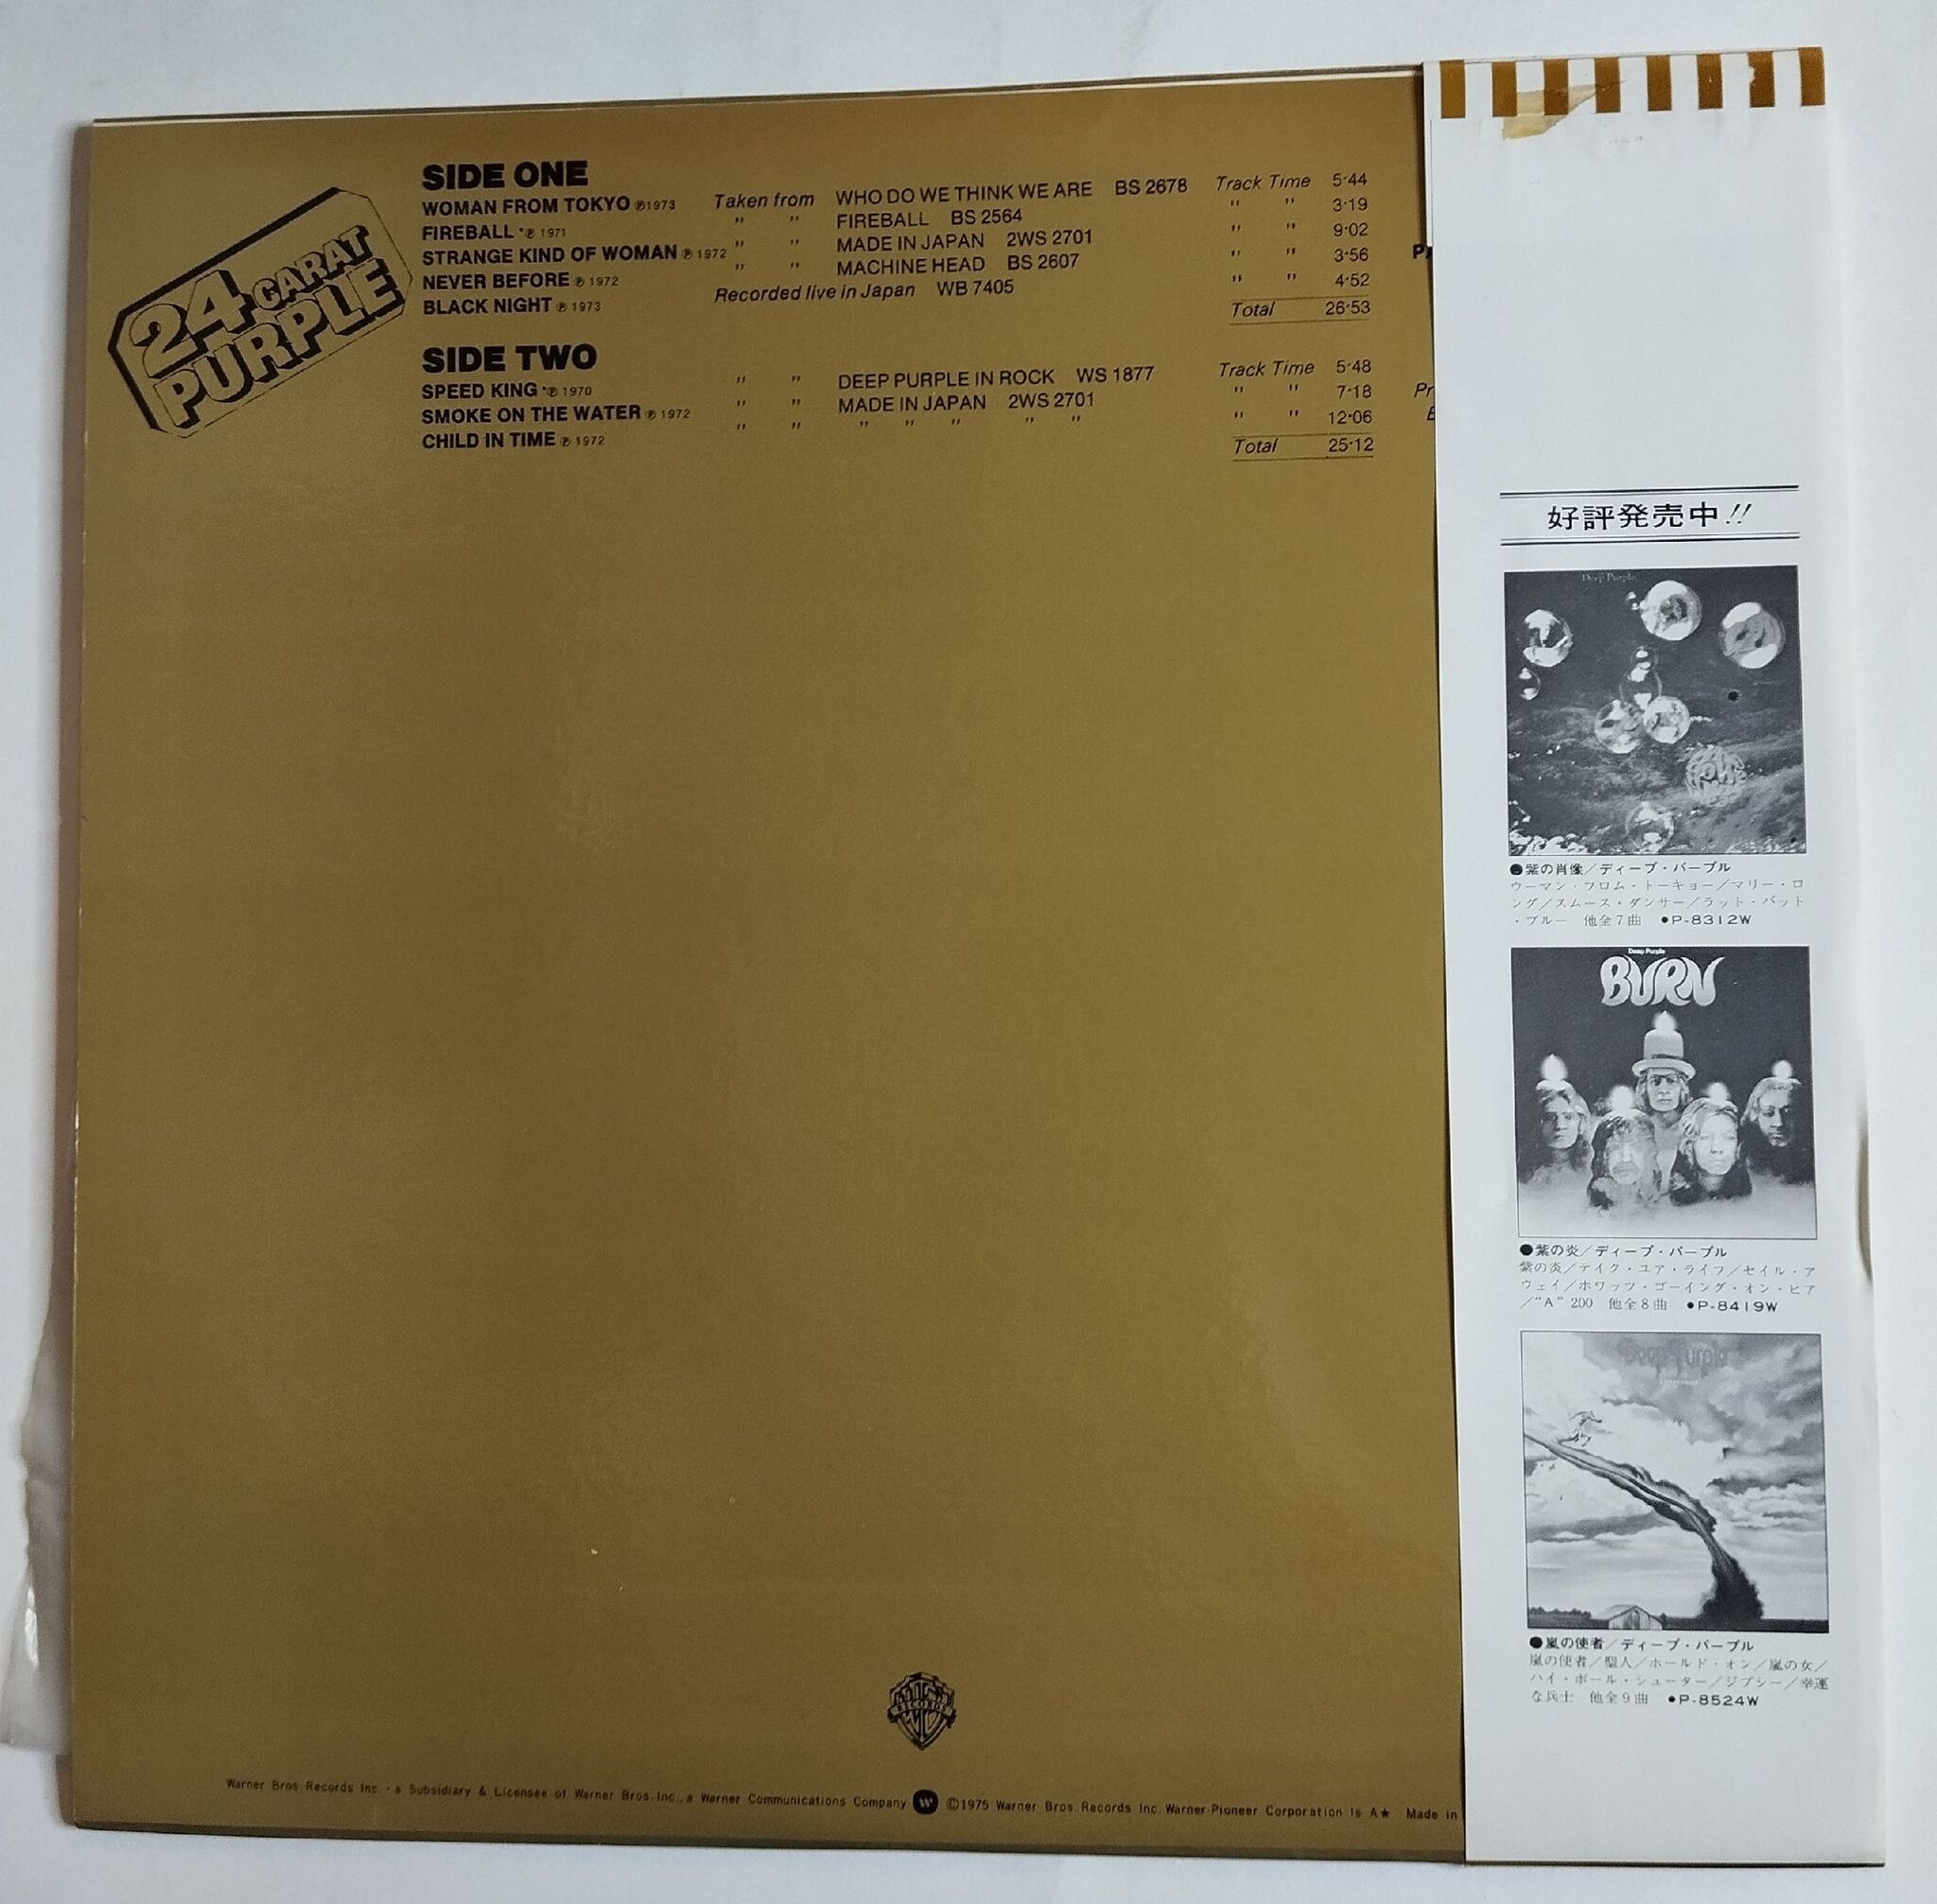 24 CARAT
PURPLE
SIDE ONE
WOMAN FROM TOKYO ℗1973 Taken from WHO DO WE THINK WE ARE BS 2678 Track Time 5·44
FIREBALL *℗ 1971 " " FIREBALL BS 2564 " " 3·19
STRANGE KIND OF WOMAN ℗ 1972 " " MADE IN JAPAN 2WS 2701 " " 9·02
NEVER BEFORE ℗ 1972 " " MACHINE HEAD BS 2607 " " 3·56
BLACK NIGHT ℗ 1973 Recorded live in Japan WB 7405 " " 4·52
Total 26·53
SIDE TWO
SPEED KING *℗ 1970 " " DEEP PURPLE IN ROCK WS 1877 Track Time 5·48
SMOKE ON THE WATER ℗ 1972 " " MADE IN JAPAN 2WS 2701 " " 7·18
CHILD IN TIME ℗ 1972 " " " " " " " " " 12·06
Total 25·12
RECORDS
Warner Bros. Records Inc. · a Subsidiary & Licensee of Warner Bros. Inc., a Warner Communications Company ©1975 Warner Bros. Records Inc. Warner-Pioneer Corporation Is A★ Made in
好評発売中!!
Deep Purple
●紫の肖像／ディープ・パープル
ウーマン・フロム・トーキョー／マリー・ロ
ング／スムース・ダンサー／ラット・バット
・ブルー 他全7曲 ●P-8312W
Deep Purple
BURN
●紫の炎／ディープ・パープル
紫の炎／テイク・ユア・ライフ／セイル・ア
ウェイ／ホワッツ・ゴーイング・オン・ヒア
／“A” 200 他全8曲 ●P-8419W
Deep Purple
●嵐の使者／ディープ・パープル
嵐の使者／聖人／ホールド・オン／嵐の女／
ハイ・ボール・シューター／ジプシー／幸運
な兵士 他全9曲 ●P-8524W